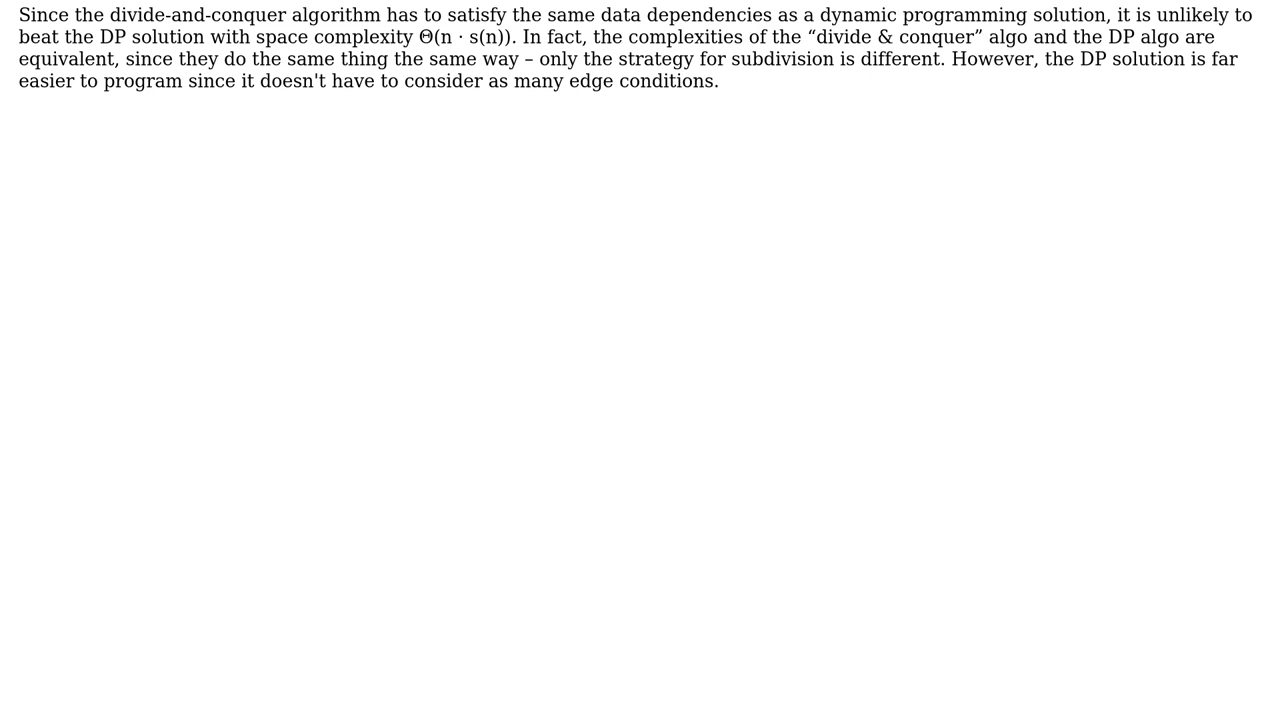 Since the divide-and-conquer algorithm has to satisfy the same data dependencies as a dynamic programming solution, it is unlikely to
beat the DP solution with space complexity Θ(n · s(n)). In fact, the complexities of the “divide & conquer” algo and the DP algo are
equivalent, since they do the same thing the same way – only the strategy for subdivision is different. However, the DP solution is far
easier to program since it doesn't have to consider as many edge conditions.